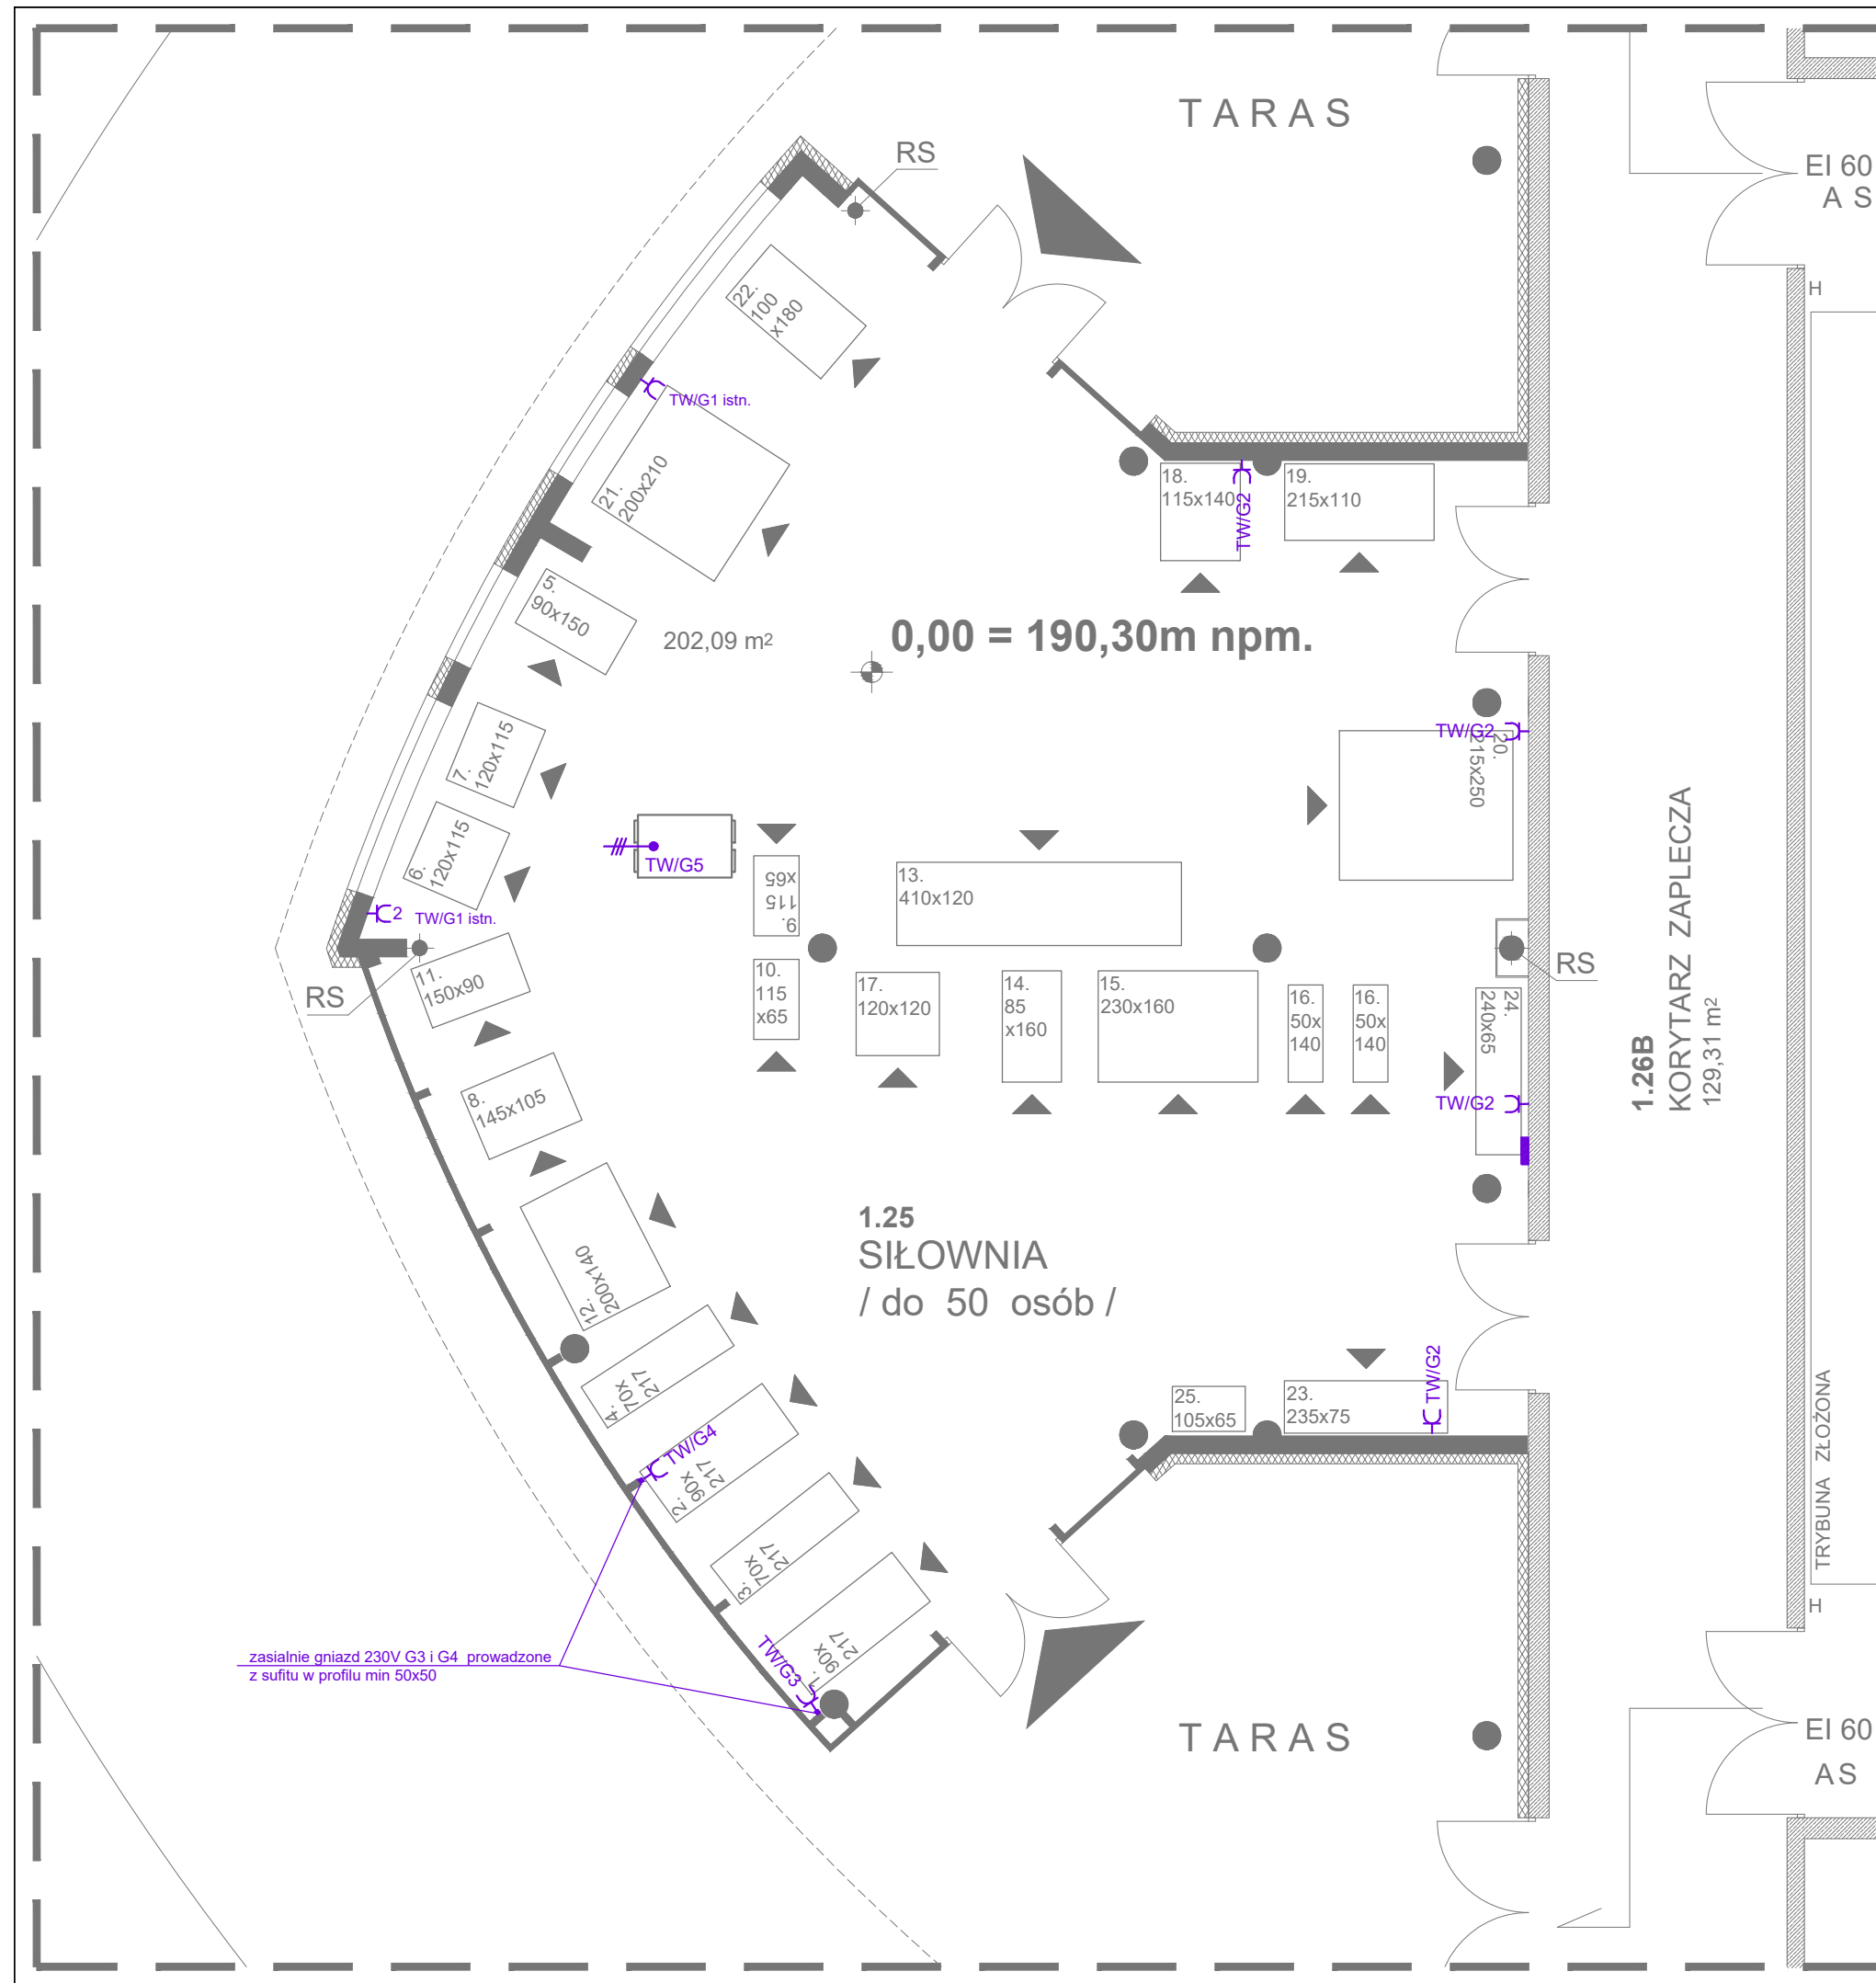 TARAS
RS
EI 60
A S
H
22.
100
x180
TW/G1 istn.
21.
200x210
18.
115x140
TW/G2
19.
215x110
5.
90x150
202,09 m²
0,00 = 190,30m npm.
7.
120x115
TW/G2
20.
215x250
6.
120x115
TW/G5
9.
115
x65
13.
410x120
2
TW/G1 istn.
RS
11.
150x90
10.
115
x65
17.
120x120
14.
85
x160
15.
230x160
16.
50x
140
16.
50x
140
RS
24.
240x65
TW/G2
1.26B
KORYTARZ ZAPLECZA
129,31 m²
8.
145x105
12.
200x140
1.25
SIŁOWNIA
/ do 50 osób /
4.
70x
217
25.
105x65
23.
235x75
TW/G2
TRYBUNA ZŁOŻONA
TW/G4
2.
90x
217
3.
70x
217
H
zasialnie gniazd 230V G3 i G4 prowadzone
z sufitu w profilu min 50x50
TW/G3
1.
90x
217
TARAS
EI 60
AS